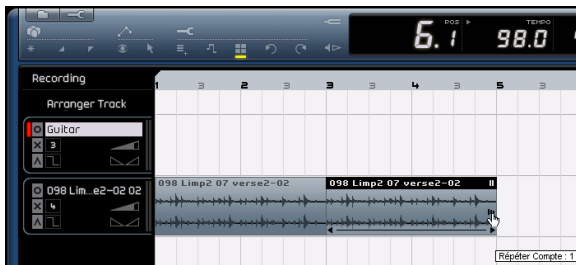 POS
TEMPO
6. 1
98.0
Recording
1 3 2 3 3 3 4 3 5 3
Arranger Track
Guitar
3
098 Limp2 07 verse2-02 098 Limp2 07 verse2-02
098 Lim...e2-02 02
4
Répéter Compte : 1